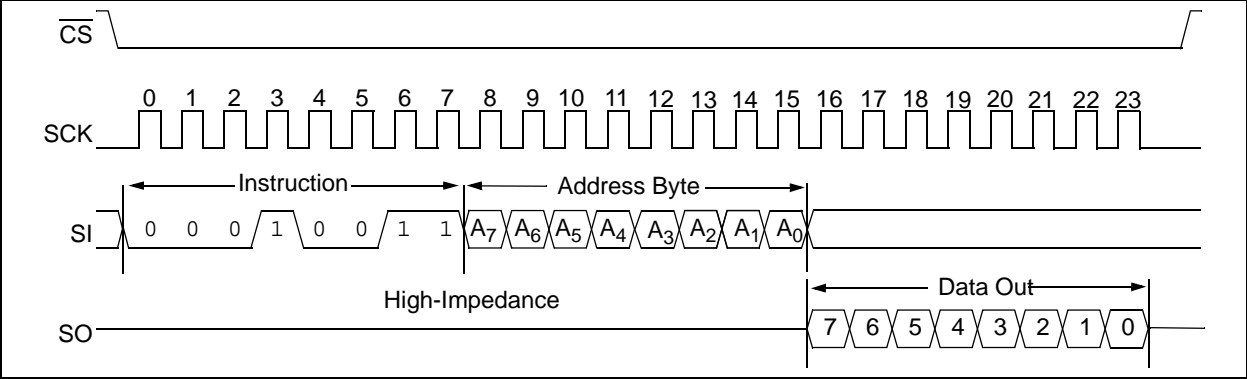 CS
0 1 2 3 4 5 6 7 8 9 10 11 12 13 14 15 16 17 18 19 20 21 22 23
SCK
Instruction Address Byte
SI 0 0 0 1 0 0 1 1 A7 A6 A5 A4 A3 A2 A1 A0
Data Out
High-Impedance
SO 7 6 5 4 3 2 1 0